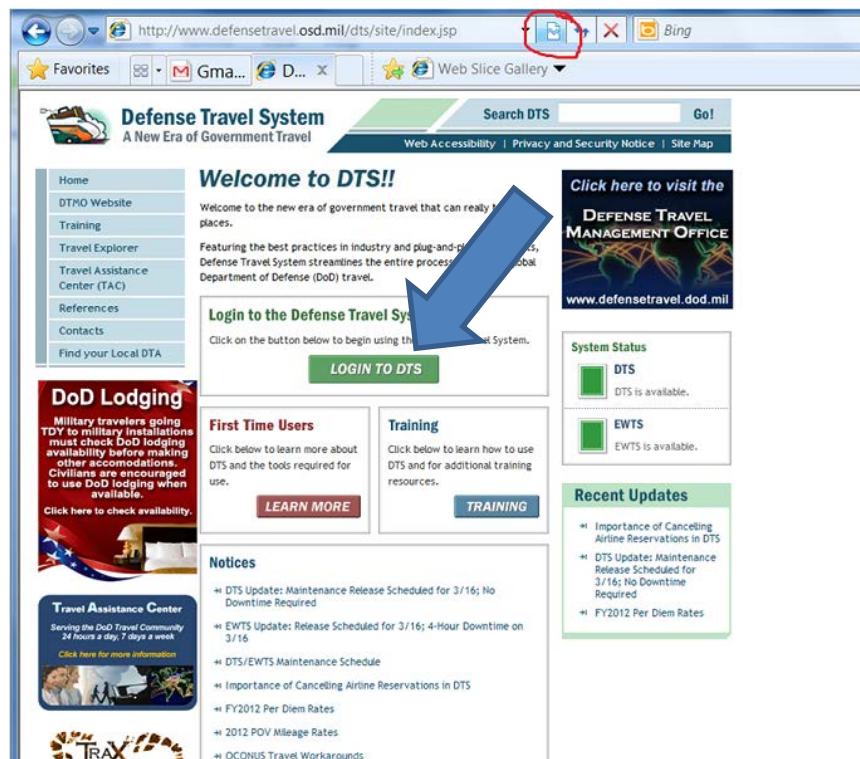 http://www.defensetravel.osd.mil/dts/site/index.jsp
Bing
Favorites
Gma...
D...
x
Web Slice Gallery
Defense Travel System
A New Era of Government Travel
Search DTS
Go!
Web Accessibility | Privacy and Security Notice | Site Map
Home
DTMO Website
Training
Travel Explorer
Travel Assistance
Center (TAC)
References
Contacts
Find your Local DTA
Welcome to DTS!!
Welcome to the new era of government travel that can really
places.
Featuring the best practices in industry and
Defense Travel System streamlines the entire
Department of Defense (DoD) travel.
Login to the Defense Travel
Click on the button below to begin using
System.
LOGIN TO DTS
Click here to visit the
DEFENSE TRAVEL
MANAGEMENT OFFICE
www.defensetravel.dod.mil
System Status
DTS
DTS is available.
EWTS
EWTS is available.
DoD Lodging
Military travelers going
TDY to military installations
must check DoD lodging
availability before making
other accomodations.
Civilians are encouraged
to use DoD lodging when
available.
Click here to check availability.
First Time Users
Click below to learn more about
DTS and the tools required for
use.
LEARN MORE
Training
Click below to learn how to use
DTS and for additional training
resources.
TRAINING
Recent Updates
Importance of Cancelling
Airline Reservations in DTS
DTS Update: Maintenance
Release Scheduled for
3/16; No Downtime
Required
FY2012 Per Diem Rates
Notices
DTS Update: Maintenance Release Scheduled for 3/16; No
Downtime Required
EWTS Update: Release Scheduled for 3/16; 4-Hour Downtime on
3/16
DTS/EWTS Maintenance Schedule
Importance of Canceling Airline Reservations in DTS
FY2012 Per Diem Rates
2012 POV Mileage Rates
OCONUS Travel Workarounds
Travel Assistance Center
Serving the DoD Travel Community
24 hours a day, 7 days a week
Click here for more information
TRAX